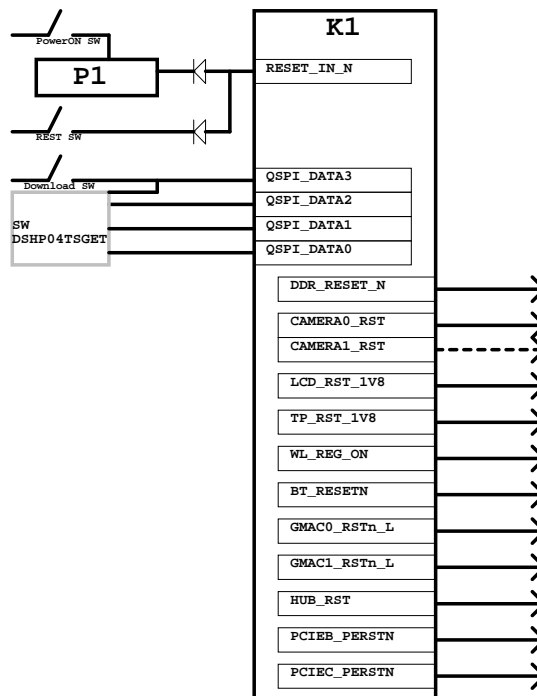 K1
PowerON SW
P1
RESET_IN_N
REST SW
Download SW
QSPI_DATA3
QSPI_DATA2
SW
DSHP04TSGET
QSPI_DATA1
QSPI_DATA0
DDR_RESET_N
CAMERA0_RST
CAMERA1_RST
LCD_RST_1V8
TP_RST_1V8
WL_REG_ON
BT_RESETN
GMAC0_RSTn_L
GMAC1_RSTn_L
HUB_RST
PCIEB_PERSTN
PCIEC_PERSTN